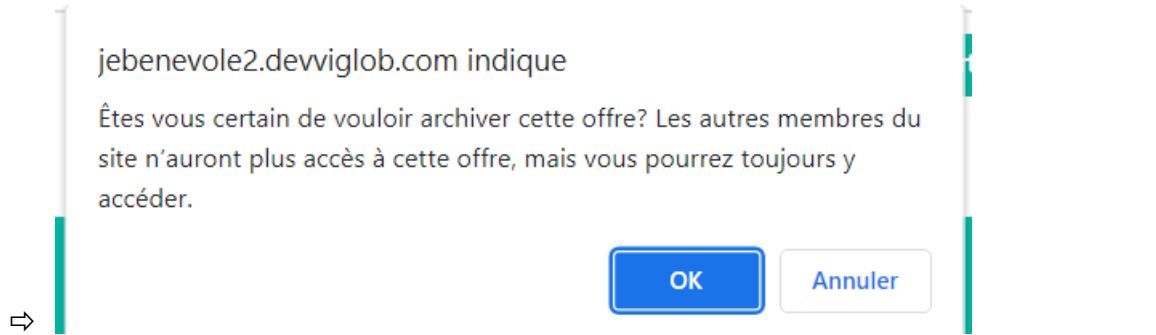 jebenevole2.devviglob.com indique
Êtes vous certain de vouloir archiver cette offre? Les autres membres du
site n’auront plus accès à cette offre, mais vous pourrez toujours y
accéder.
OK
Annuler
⇨